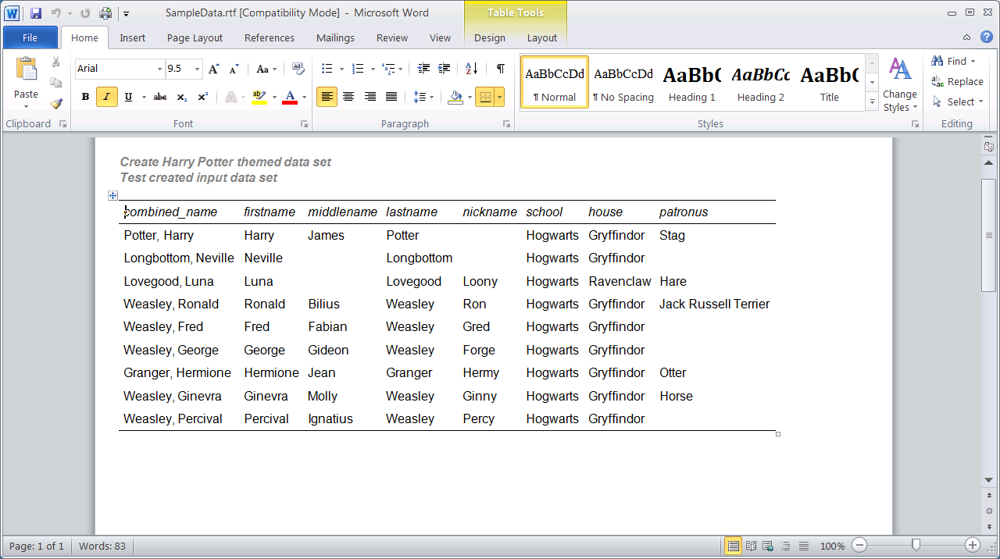 SampleData.rtf [Compatibility Mode] - Microsoft Word
Table Tools
File Home Insert Page Layout References Mailings Review View Design Layout
Arial 9.5 Aa
AaBbCcDd AaBbCcDd AaBb( AaBbCc AaBb(
Paste
B I U abc x₂ x² A ab A
¶ Normal ¶ No Spacing Heading 1 Heading 2 Title
Change Styles
Find
Replace
Select
Clipboard Font Paragraph Styles Editing
Create Harry Potter themed data set
Test created input data set
combined_name firstname middlename lastname nickname school house patronus
Potter, Harry Harry James Potter Hogwarts Gryffindor Stag
Longbottom, Neville Neville Longbottom Hogwarts Gryffindor
Lovegood, Luna Luna Lovegood Loony Hogwarts Ravenclaw Hare
Weasley, Ronald Ronald Bilius Weasley Ron Hogwarts Gryffindor Jack Russell Terrier
Weasley, Fred Fred Fabian Weasley Gred Hogwarts Gryffindor
Weasley, George George Gideon Weasley Forge Hogwarts Gryffindor
Granger, Hermione Hermione Jean Granger Hermy Hogwarts Gryffindor Otter
Weasley, Ginevra Ginevra Molly Weasley Ginny Hogwarts Gryffindor Horse
Weasley, Percival Percival Ignatius Weasley Percy Hogwarts Gryffindor
Page: 1 of 1 Words: 83 100%